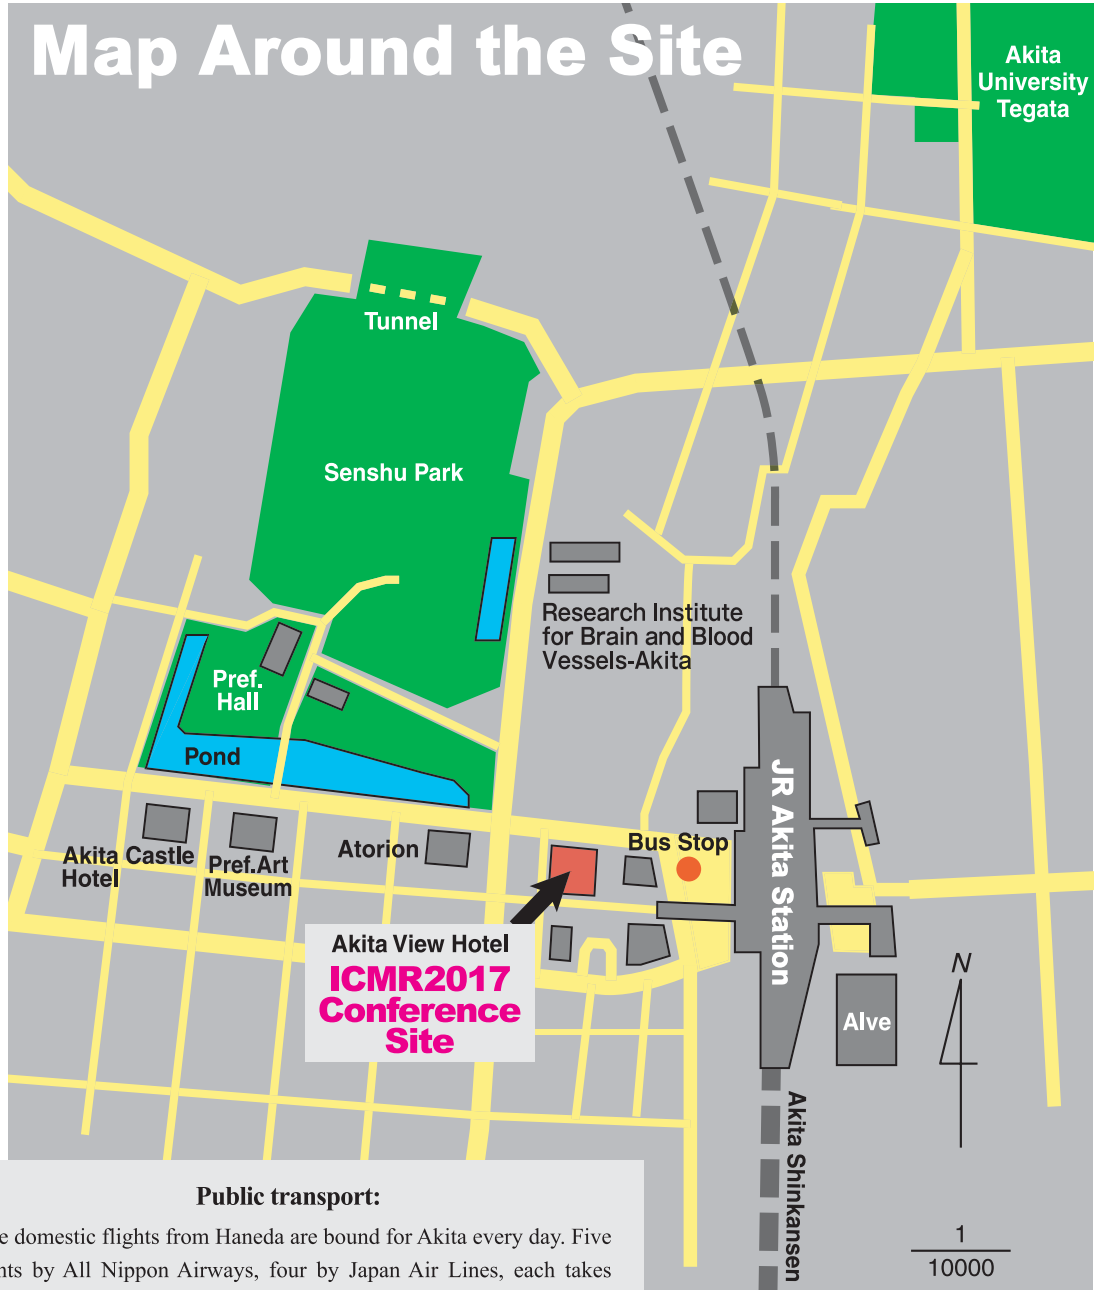 Map Around the Site
Akita
University
Tegata
Tunnel
Senshu Park
Research Institute
for Brain and Blood
Vessels-Akita
Pref.
Hall
Pond
JR Akita Station
Bus Stop
Atorion
Akita Castle
Hotel
Pref.Art
Museum
Akita View Hotel
ICMR2017
Conference
Site
N
Alve
Akita Shinkansen
Public transport:
domestic flights from Haneda are bound for Akita every day. Five
by All Nippon Airways, four by Japan Air Lines, each takes
1
10000